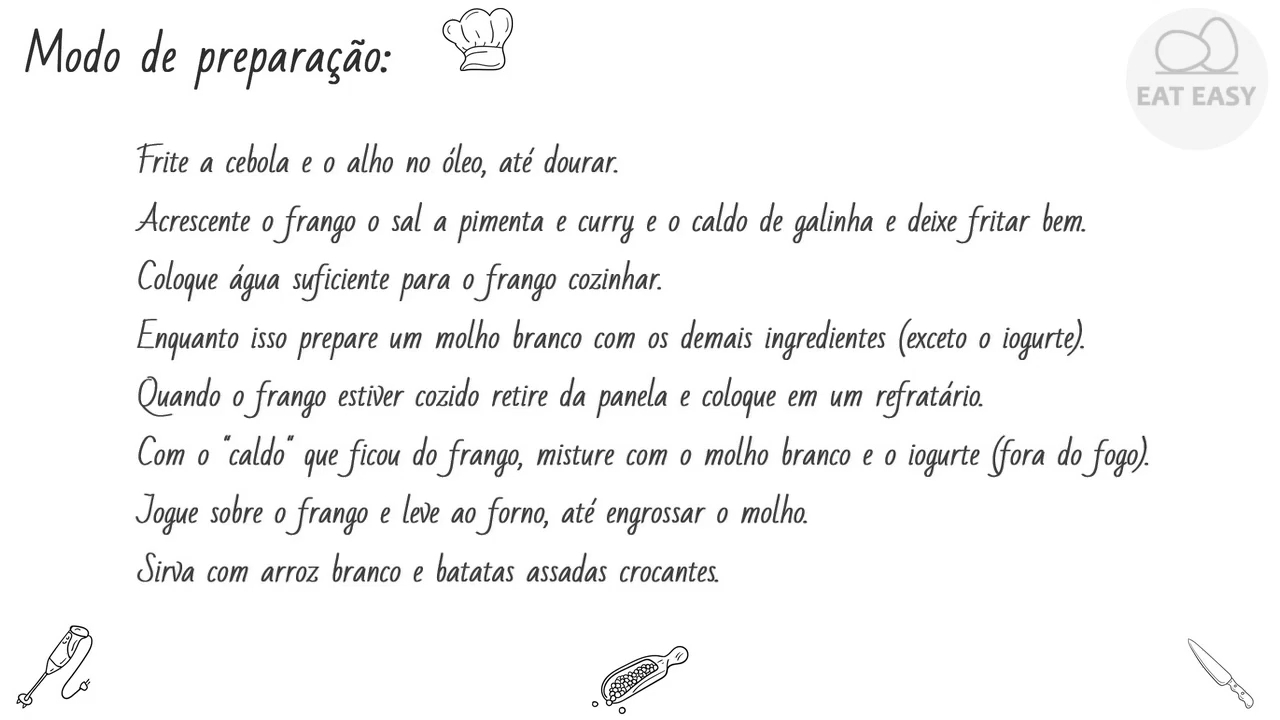 Modo de preparação:
EAT EASY
Frite a cebola e o alho no óleo, até dourar.
Acrescente o frango o sal a pimenta e curry e o caldo de galinha e deixe fritar bem.
Coloque água suficiente para o frango cozinhar.
Enquanto isso prepare um molho branco com os demais ingredientes (exceto o iogurte).
Quando o frango estiver cozido retire da panela e coloque em um refratário.
Com o "caldo" que ficou do frango, misture com o molho branco e o iogurte (fora do fogo).
Jogue sobre o frango e leve ao forno, até engrossar o molho.
Sirva com arroz branco e batatas assadas crocantes.